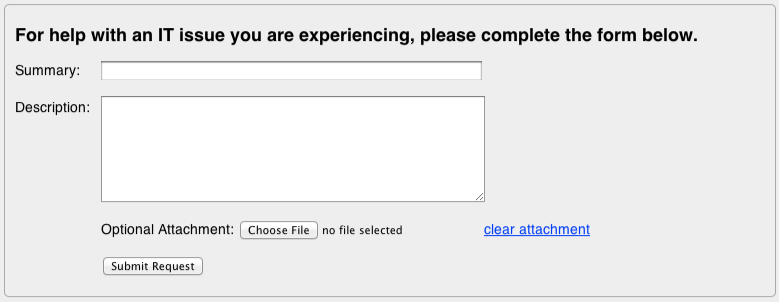 For help with an IT issue you are experiencing, please complete the form below.
Summary:
Description:
Optional Attachment: Choose File no file selected clear attachment
Submit Request